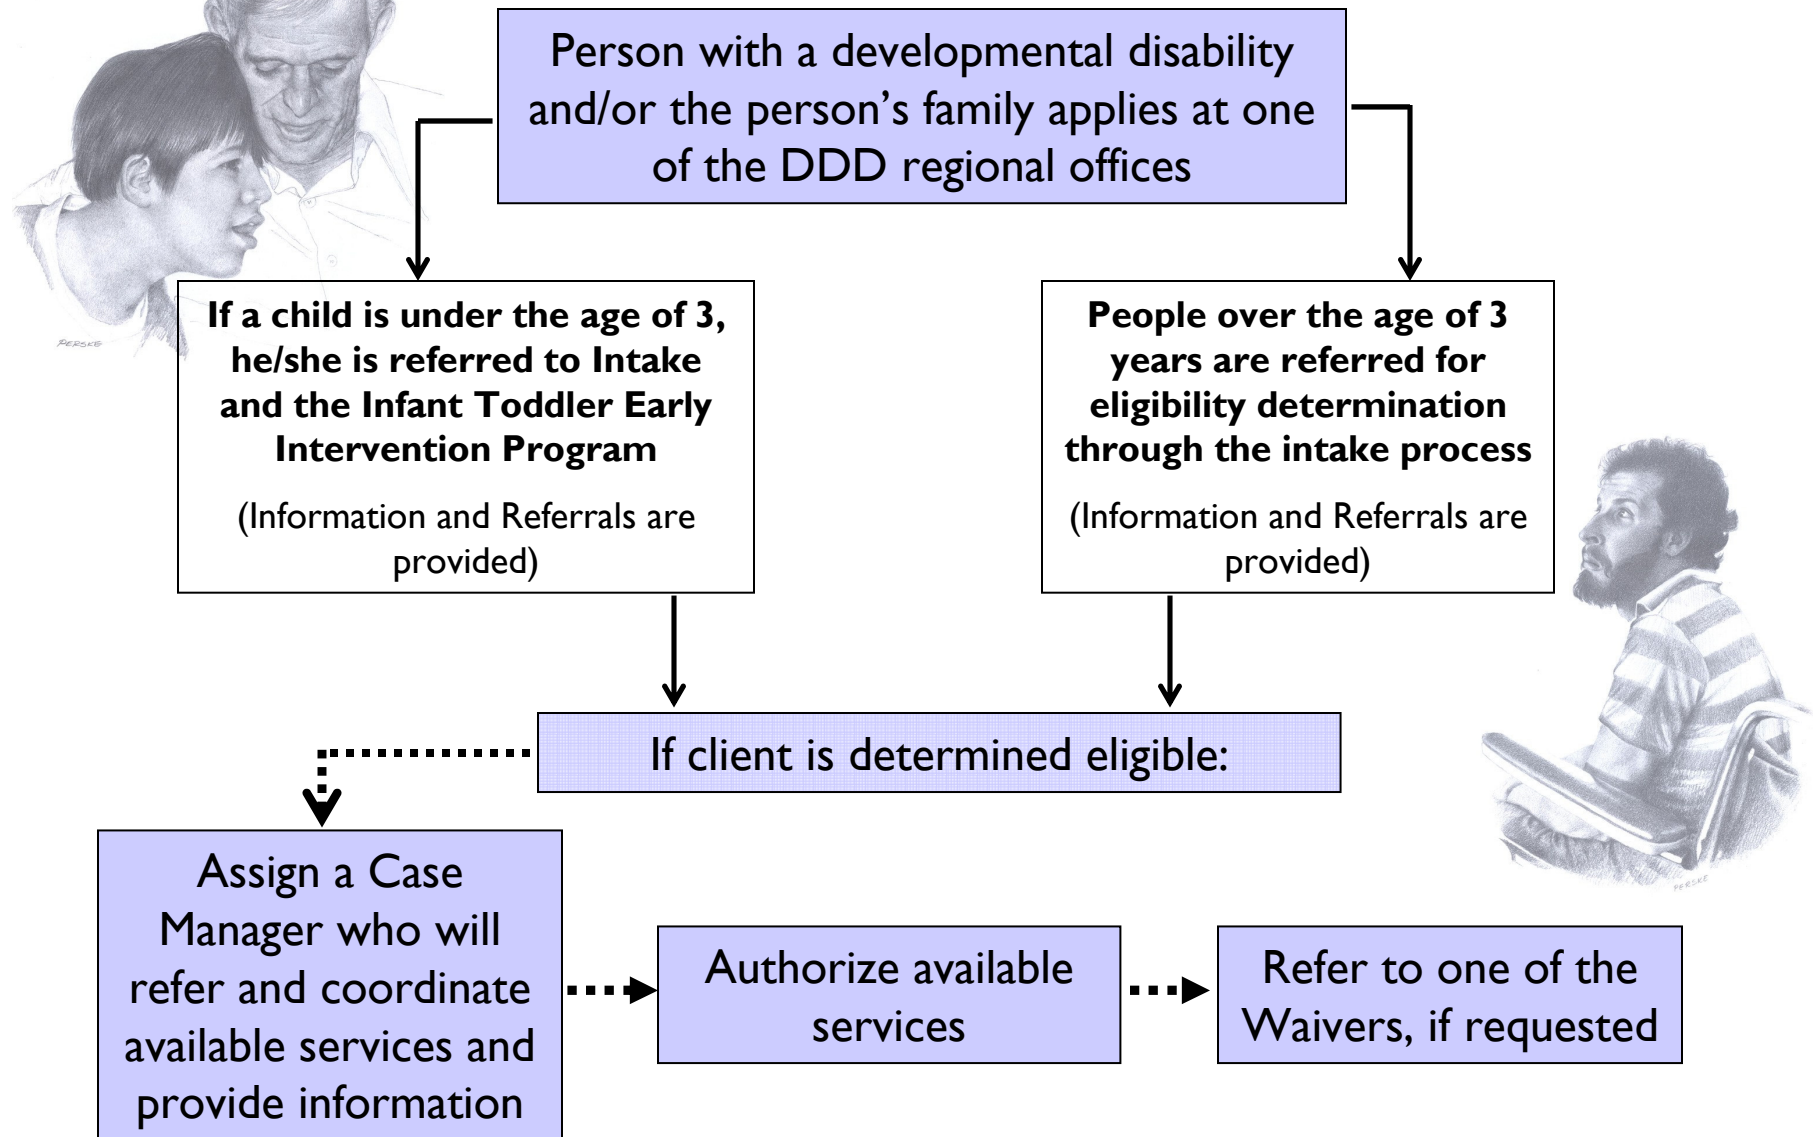 Person with a developmental disability
and/or the person's family applies at one
of the DDD regional offices
If a child is under the age of 3,
he/she is referred to Intake
and the Infant Toddler Early
Intervention Program
(Information and Referrals are
provided)
People over the age of 3
years are referred for
eligibility determination
through the intake process
(Information and Referrals are
provided)
PERSKE
If client is determined eligible:
PERSKE
Assign a Case
Manager who will
refer and coordinate
available services and
provide information
Authorize available
services
Refer to one of the
Waivers, if requested